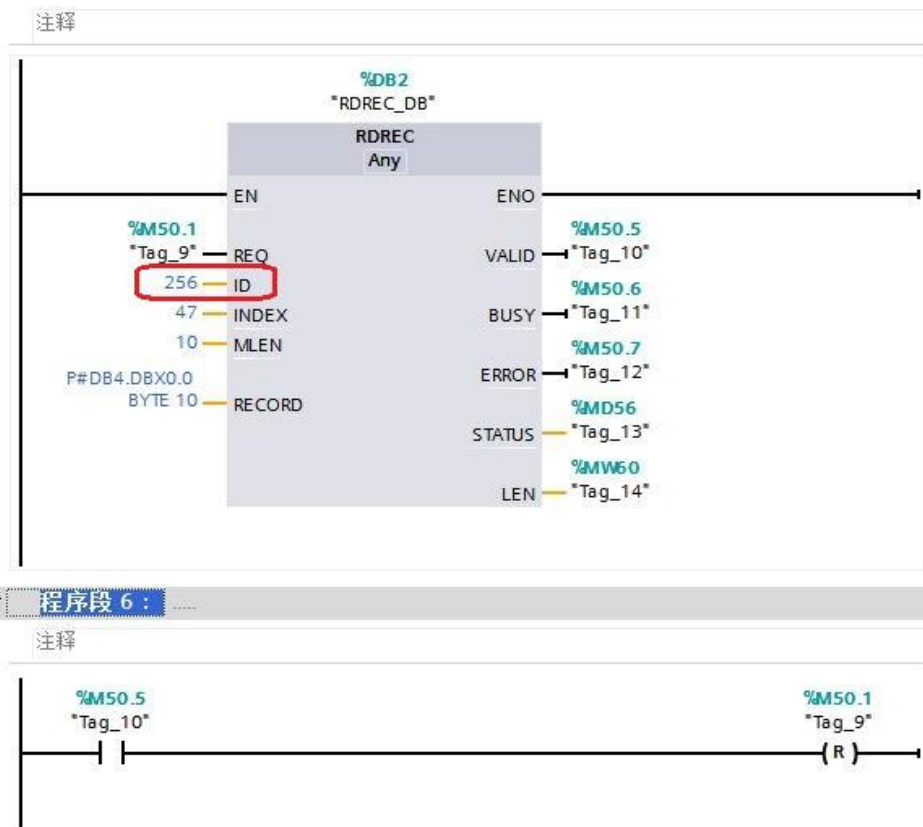 注释
%DB2
"RDREC_DB"
RDREC
Any
EN
ENO
%M50.1
"Tag_9"
REQ
VALID
%M50.5
"Tag_10"
256
ID
47
INDEX
BUSY
%M50.6
"Tag_11"
10
MLEN
ERROR
%M50.7
"Tag_12"
P#DB4.DBX0.0
BYTE 10
RECORD
STATUS
%MD56
"Tag_13"
LEN
%MW60
"Tag_14"
程序段 6： .....
注释
%M50.5
"Tag_10"
%M50.1
"Tag_9"
R